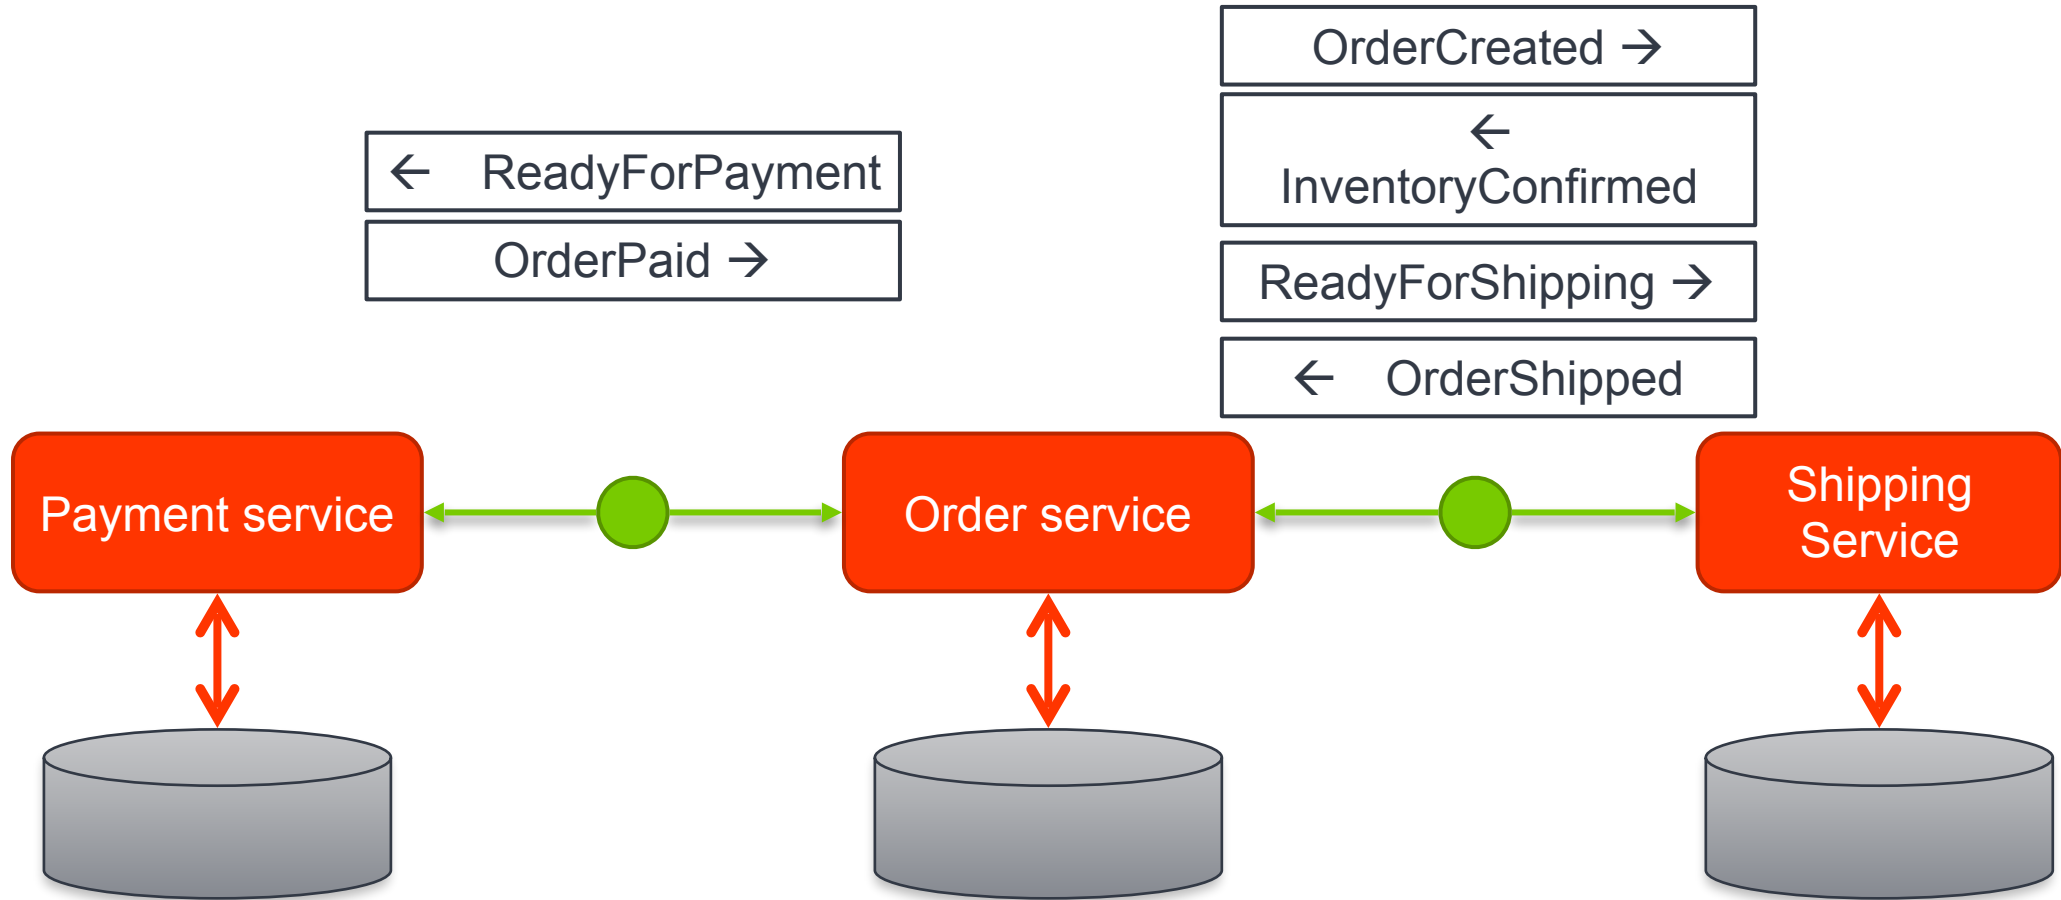 OrderCreated →
←
InventoryConfirmed
← ReadyForPayment
OrderPaid →
ReadyForShipping →
← OrderShipped
Payment service
Order service
Shipping
Service